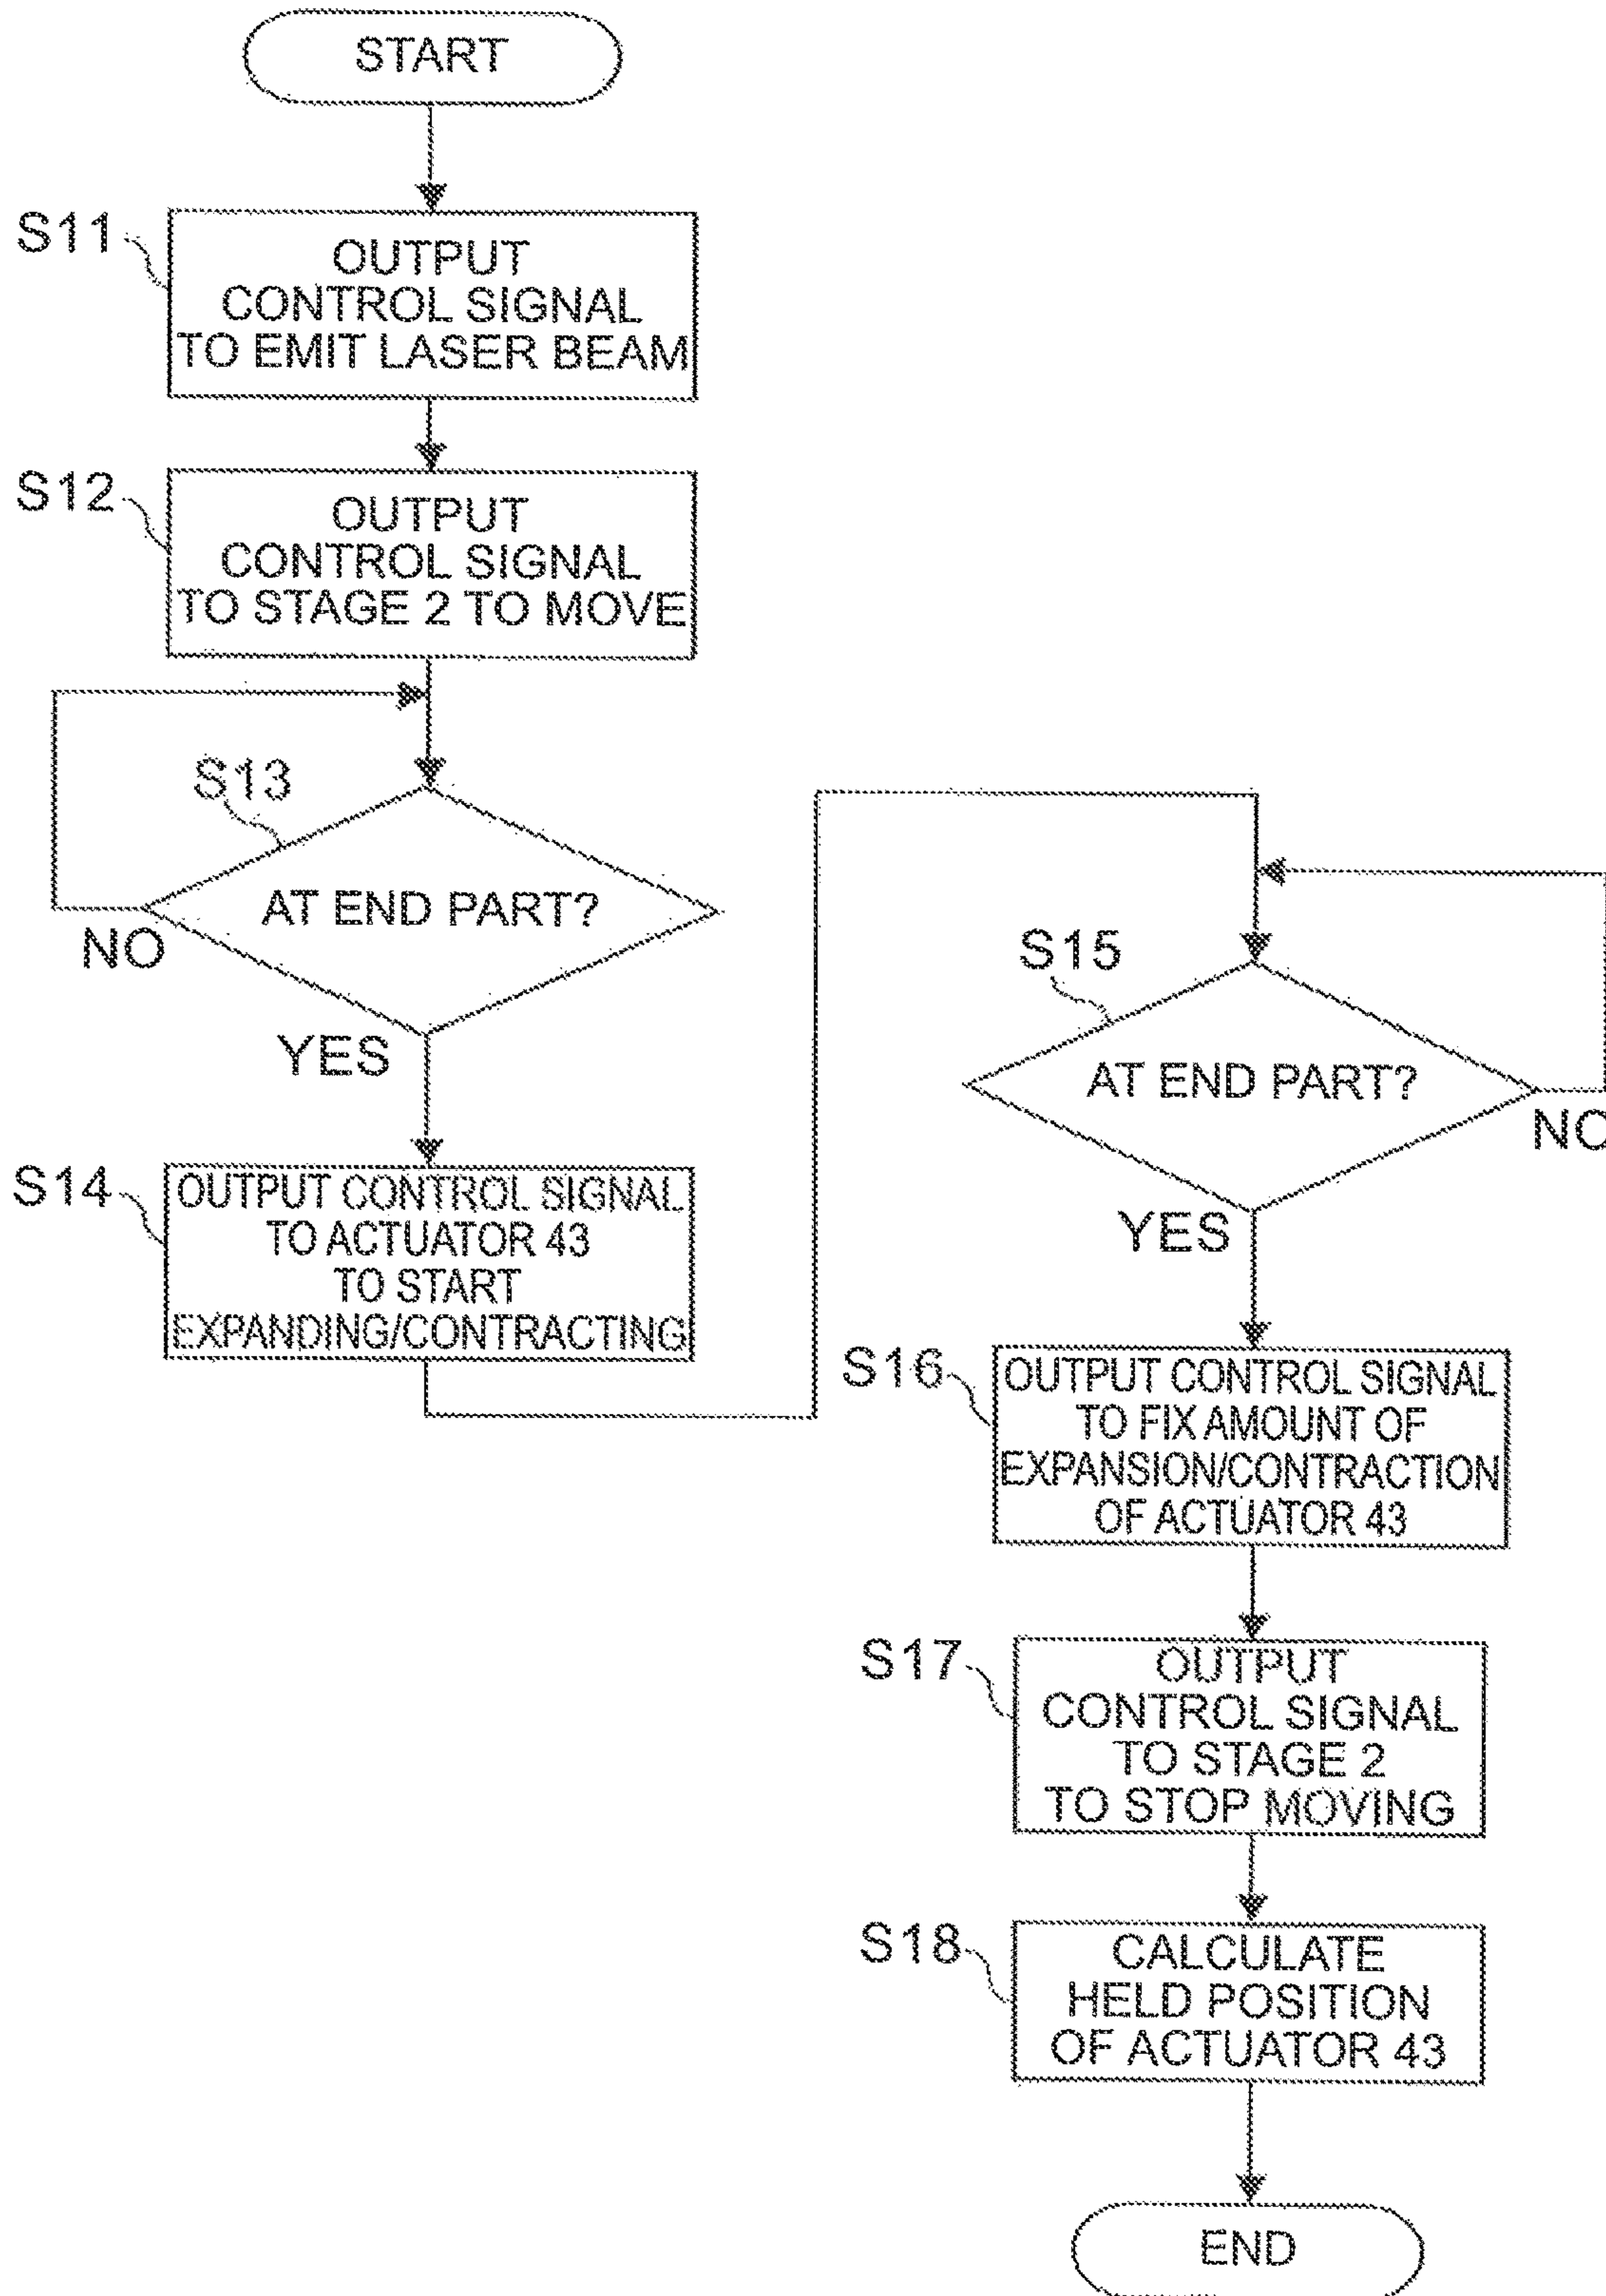 START
S11
OUTPUT
CONTROL SIGNAL
TO EMIT LASER BEAM
S12
OUTPUT
CONTROL SIGNAL
TO STAGE 2 TO MOVE
S13
AT END PART?
NO
YES
S14
OUTPUT CONTROL SIGNAL
TO ACTUATOR 43
TO START
EXPANDING/CONTRACTING
S15
AT END PART?
NO
YES
S16
OUTPUT CONTROL SIGNAL
TO FIX AMOUNT OF
EXPANSION/CONTRACTION
OF ACTUATOR 43
S17
OUTPUT
CONTROL SIGNAL
TO STAGE 2
TO STOP MOVING
S18
CALCULATE
HELD POSITION
OF ACTUATOR 43
END